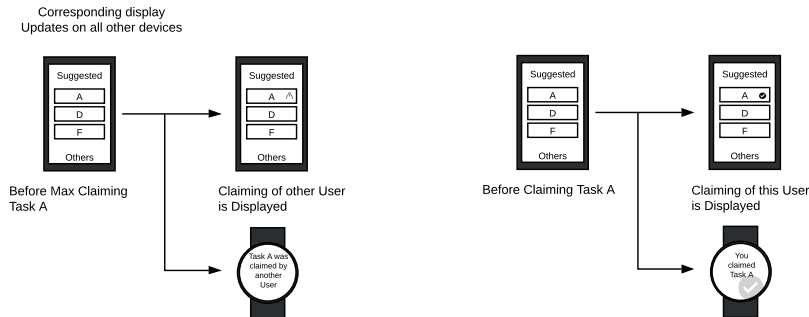 Corresponding display
Updates on all other devices
Suggested
A
D
F
Others
Before Max Claiming
Task A
Suggested
A
D
F
Others
Claiming of other User
is Displayed
Task A was
claimed by
another
User
Suggested
A
D
F
Others
Before Claiming Task A
Suggested
A
D
F
Others
Claiming of this User
is Displayed
You
claimed
Task A